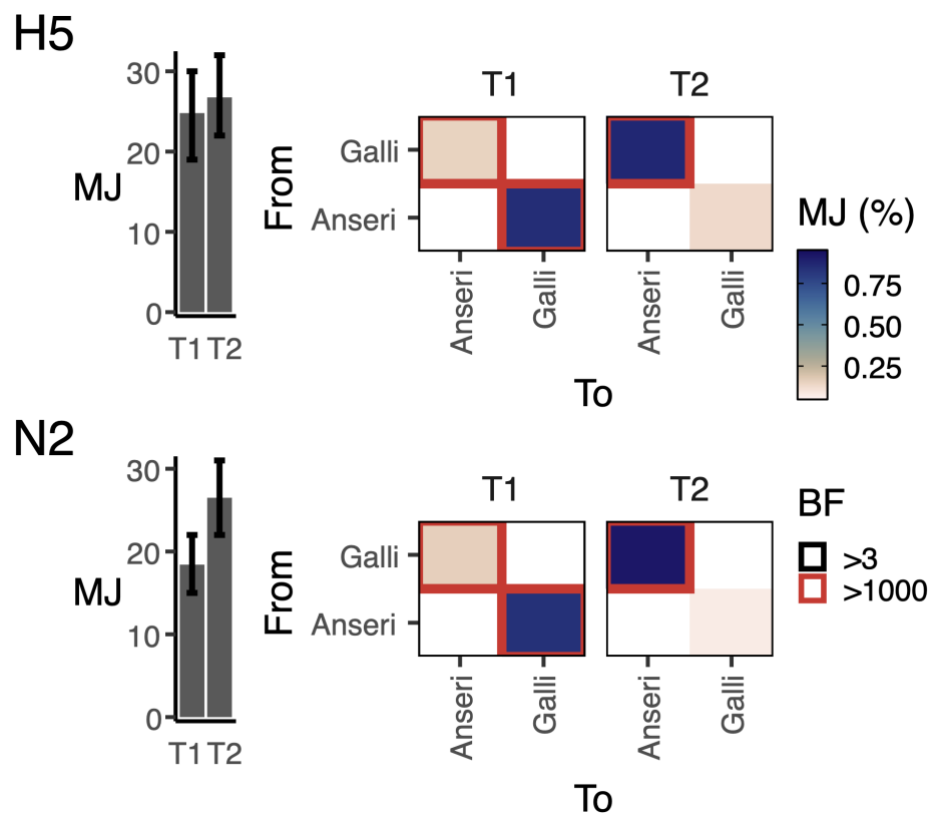 H5
MJ
30
20
10
0
T1 T2
T1
T2
From
Galli
Anseri
Anseri
Galli
Anseri
Galli
To
MJ (%)
0.75
0.50
0.25
N2
MJ
30
20
10
0
T1 T2
T1
T2
From
Galli
Anseri
Anseri
Galli
Anseri
Galli
To
BF
>3
>1000